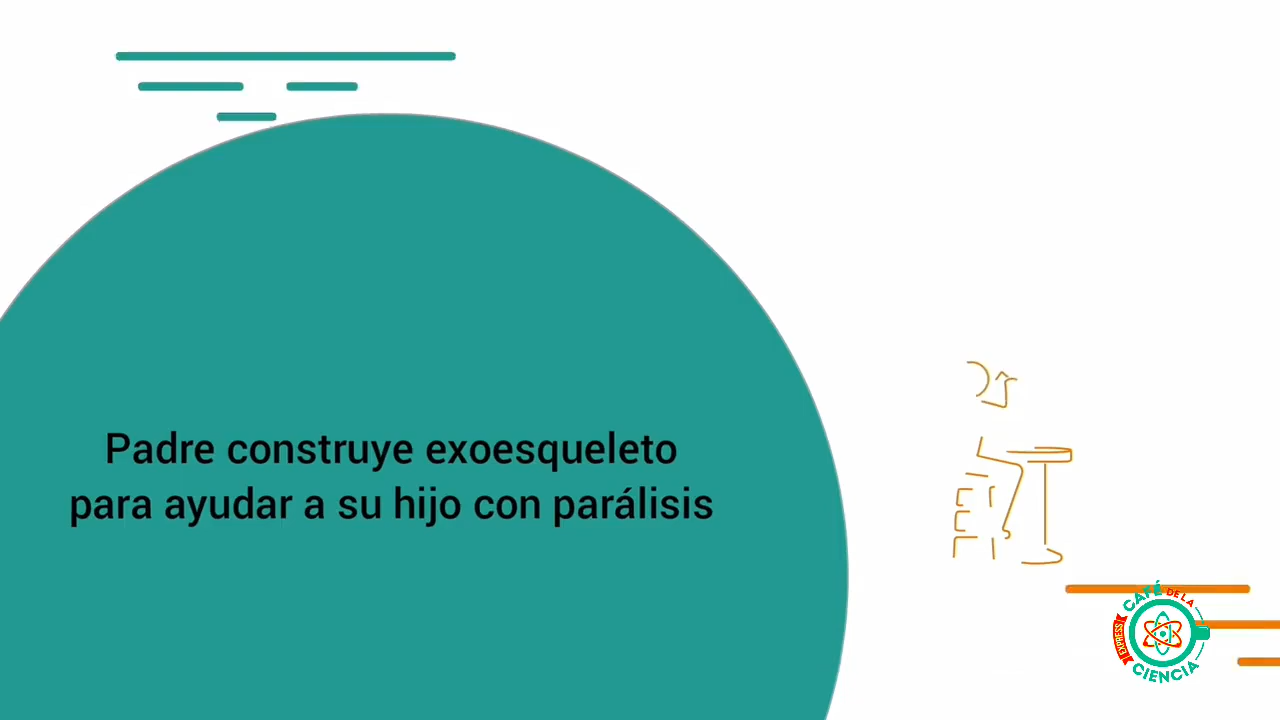 Padre construye exoesqueleto
para ayudar a su hijo con parálisis
CAFÉ DE LA
EXPRESS
CIENCIA